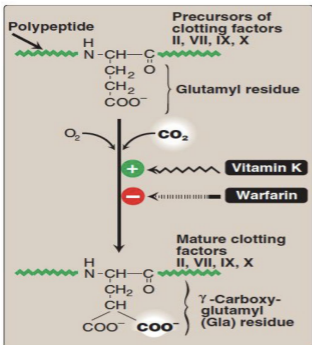 Polypeptide
Precursors of
clotting factors
II, VII, IX, X
H
N-CH-C
CH₂ O
CH₂
COO⁻
Glutamyl residue
O₂
CO₂
+
Vitamin K
−
Warfarin
Mature clotting
factors
II, VII, IX, X
H
N-CH-C
CH₂ O
CH
COO⁻ COO⁻
γ-Carboxy-
glutamyl
(Gla) residue